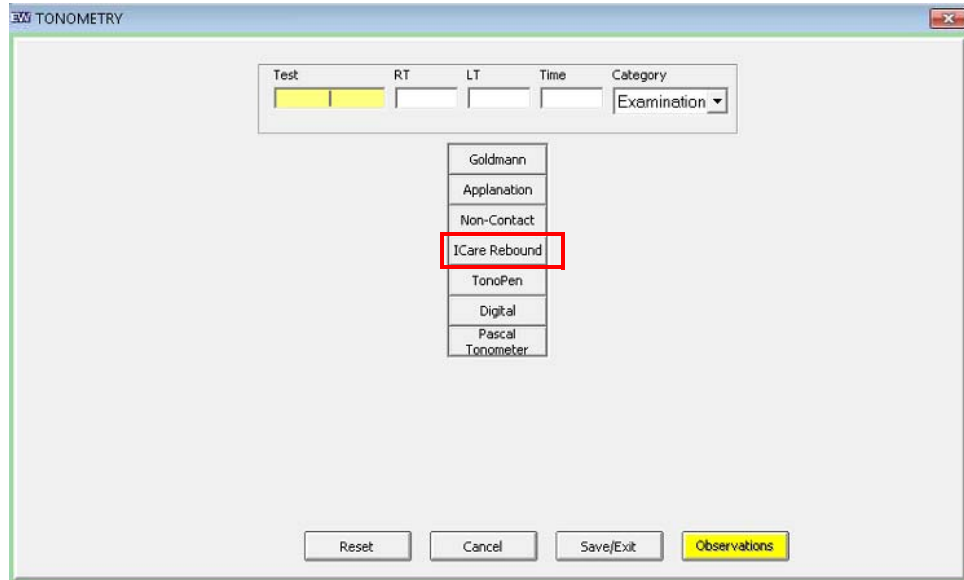 EW TONOMETRY
Test RT LT Time Category
Examination
Goldmann
Applanation
Non-Contact
ICare Rebound
TonoPen
Digital
Pascal
Tonometer
Reset Cancel Save/Exit Observations